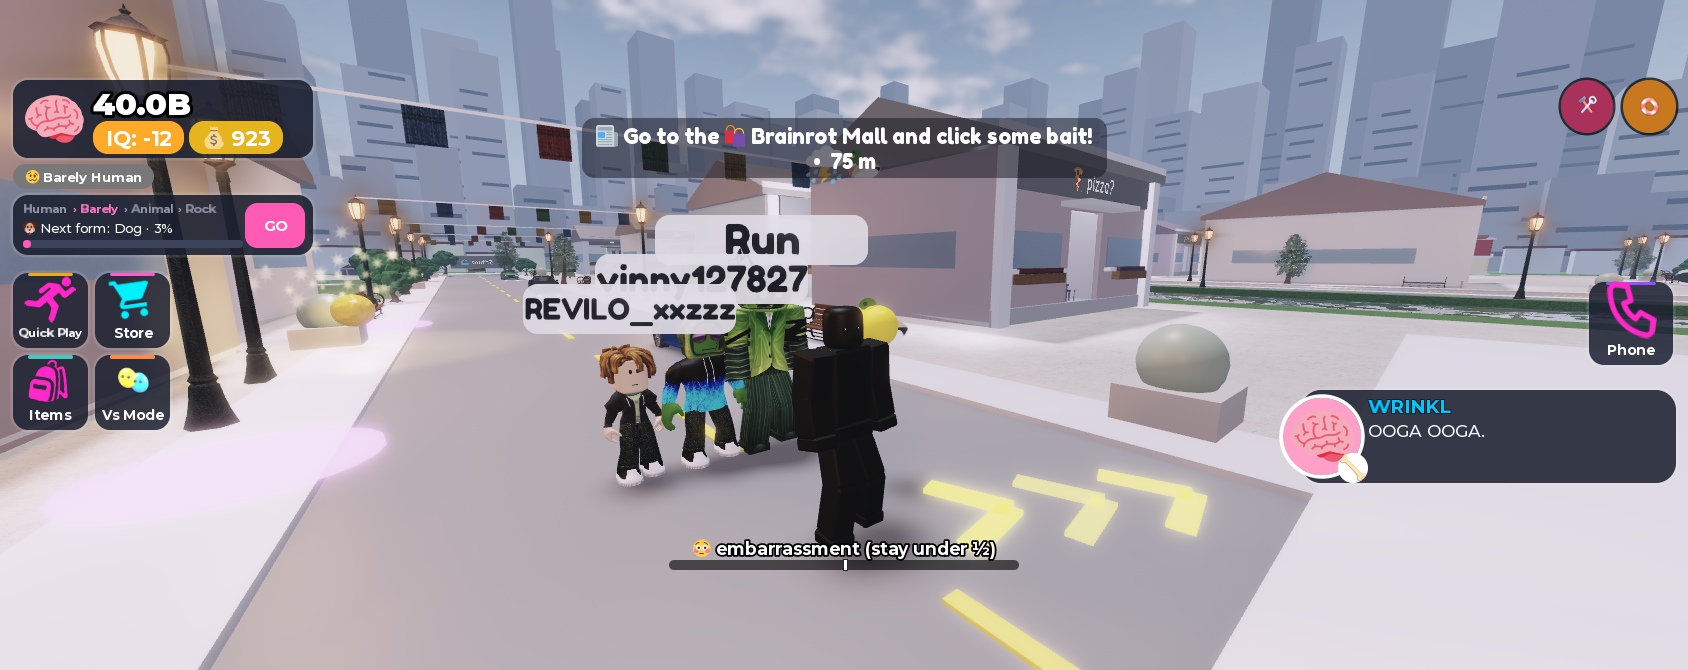 40.0B
IQ: -12
923
Barely Human
Human › Barely › Animal › Rock
Next form: Dog · 3%
GO
Quick Play
Store
Items
Vs Mode
Go to the Brainrot Mall and click some bait!
• 75 m
pizza?
Run
vinny127827
REVILO_xxzzz
Phone
WRINKL
OOGA OOGA.
embarrassment (stay under ½)